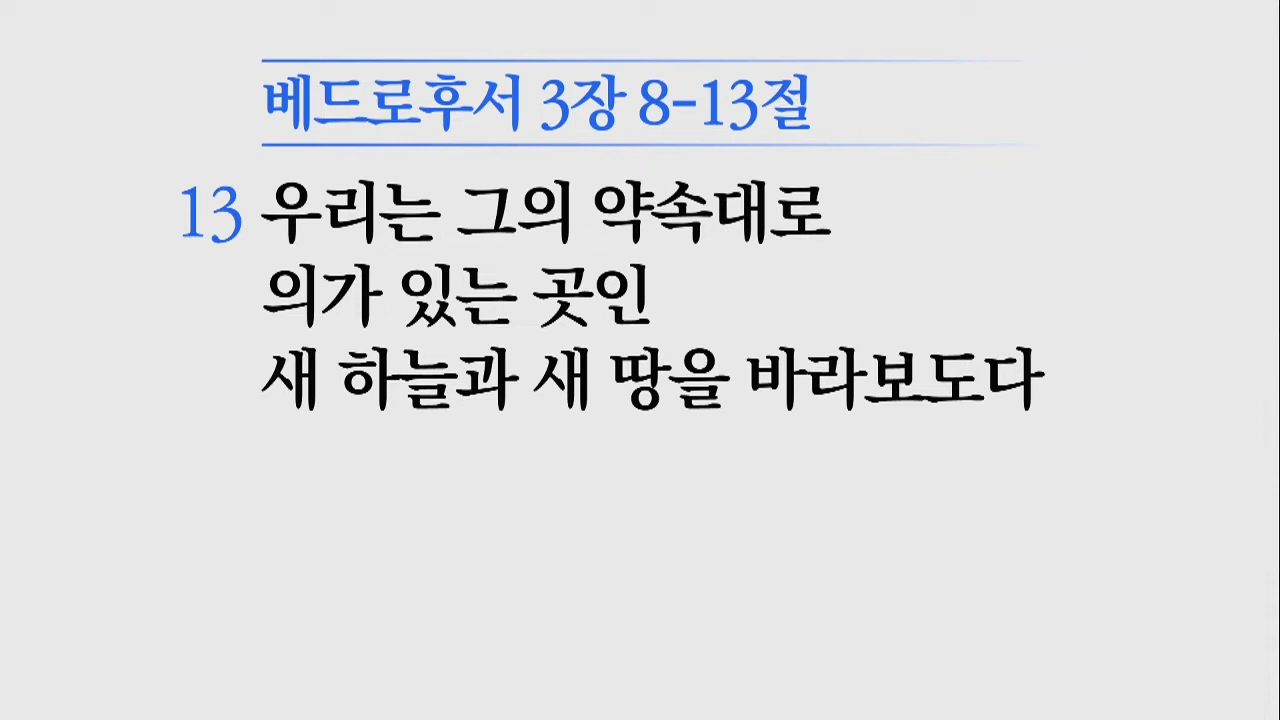 베드로후서 3장 8-13절
13 우리는 그의 약속대로
의가 있는 곳인
새 하늘과 새 땅을 바라보도다